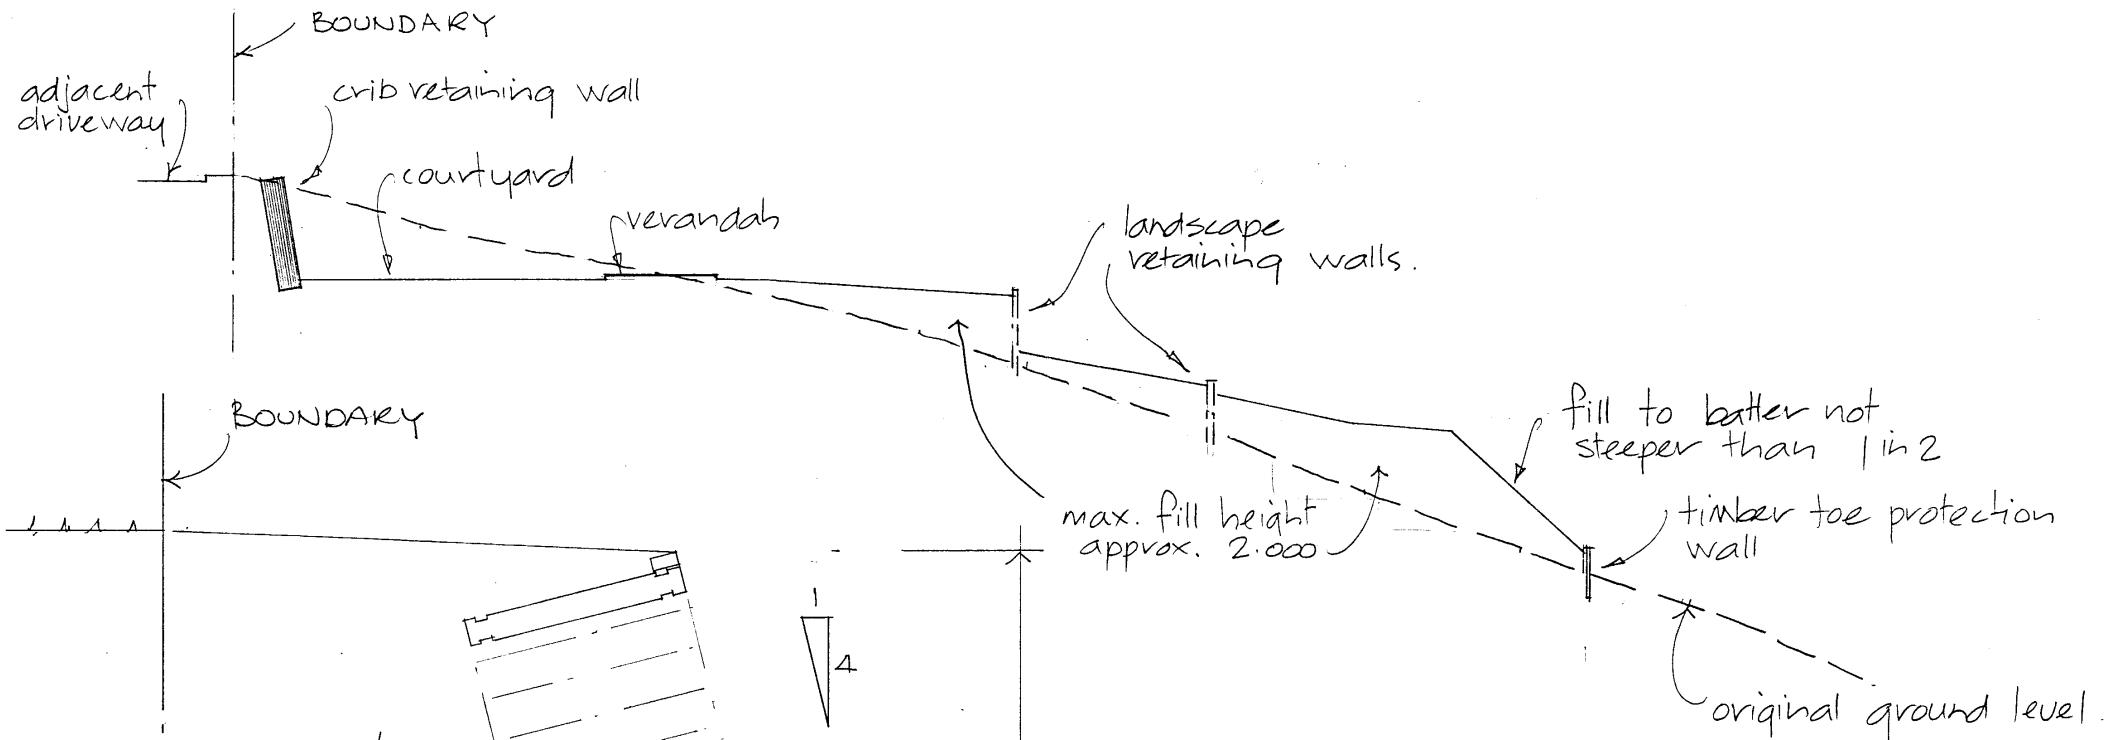 BOUNDARY
adjacent
driveway
crib retaining wall
courtyard
verandah
landscape
retaining walls.
BOUNDARY
fill to batter not
steeper than 1 in 2
max. fill height
approx. 2.000
timber toe protection
wall
1
4
original ground level.